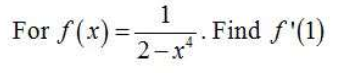 For f(x) = 1/(2-x⁴). Find f'(1)